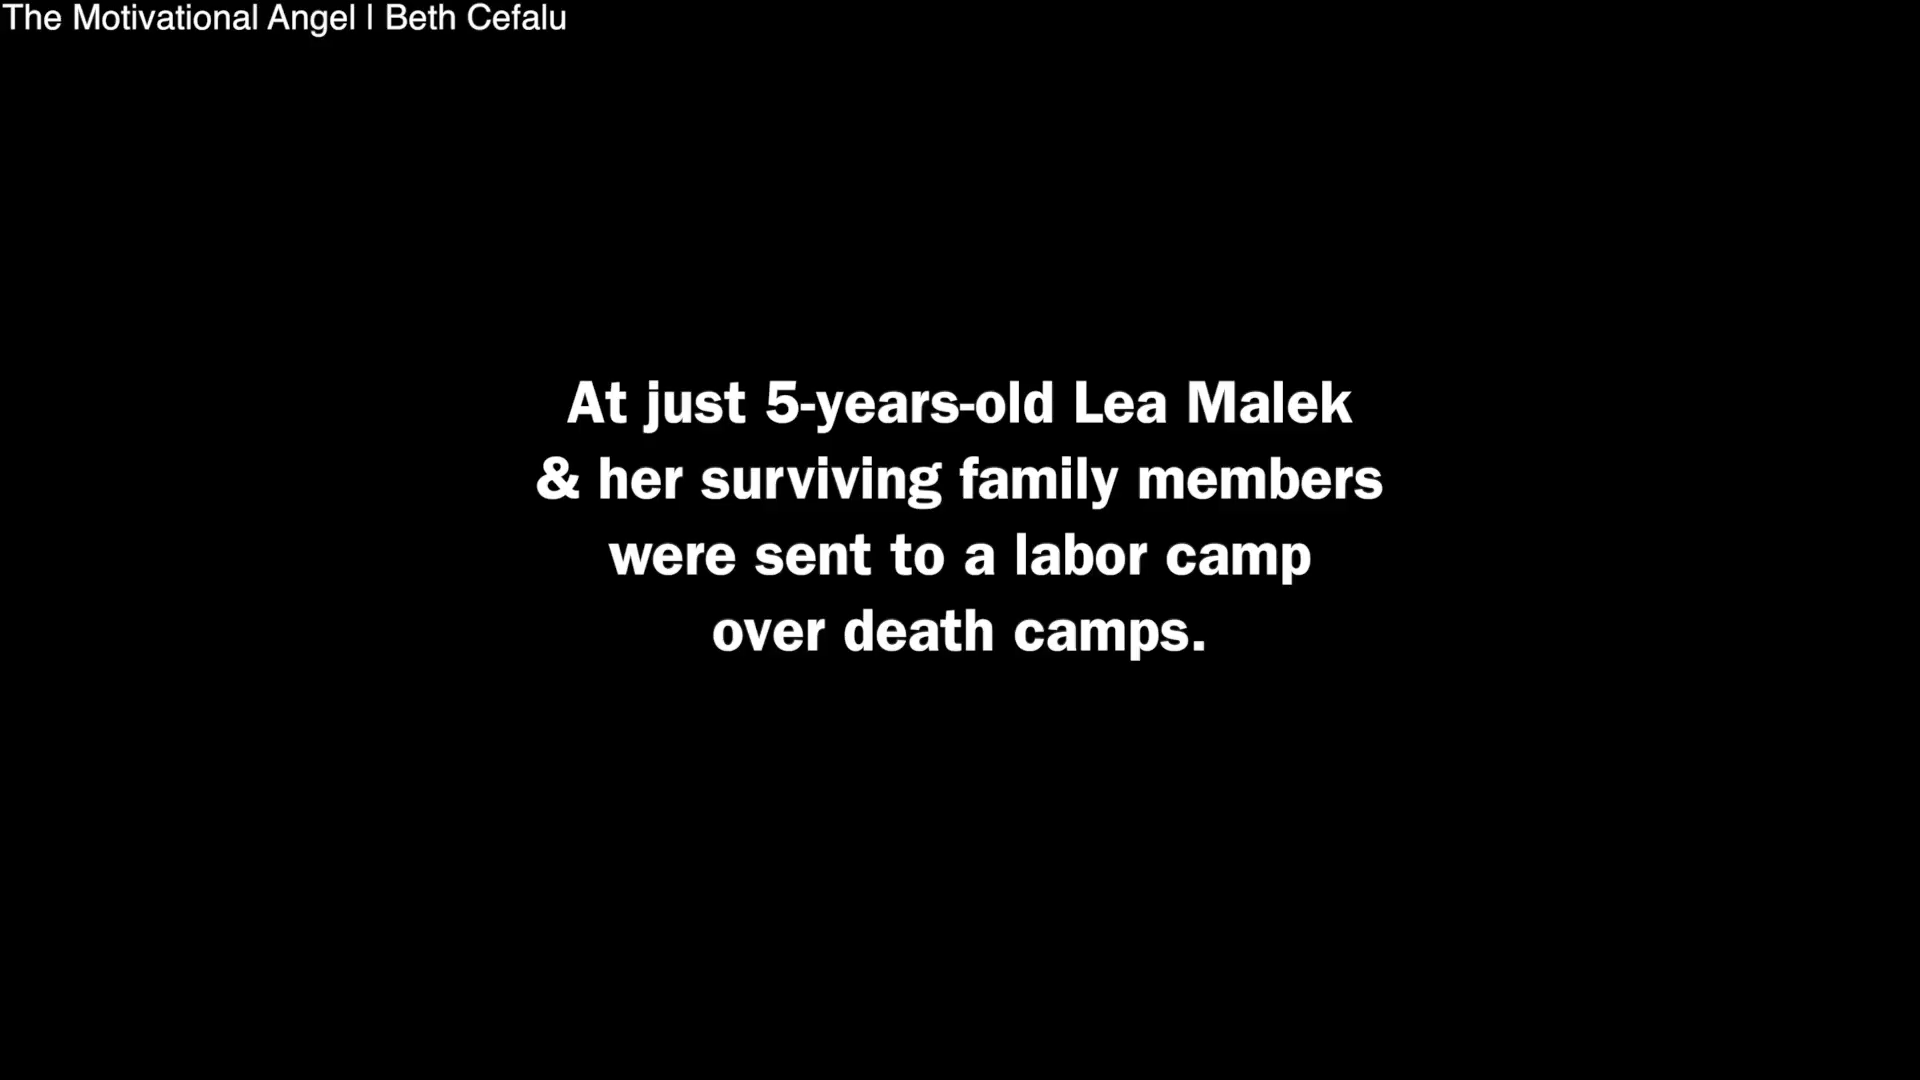 The Motivational Angel | Beth Cefalu
At just 5-years-old Lea Malek
& her surviving family members
were sent to a labor camp
over death camps.